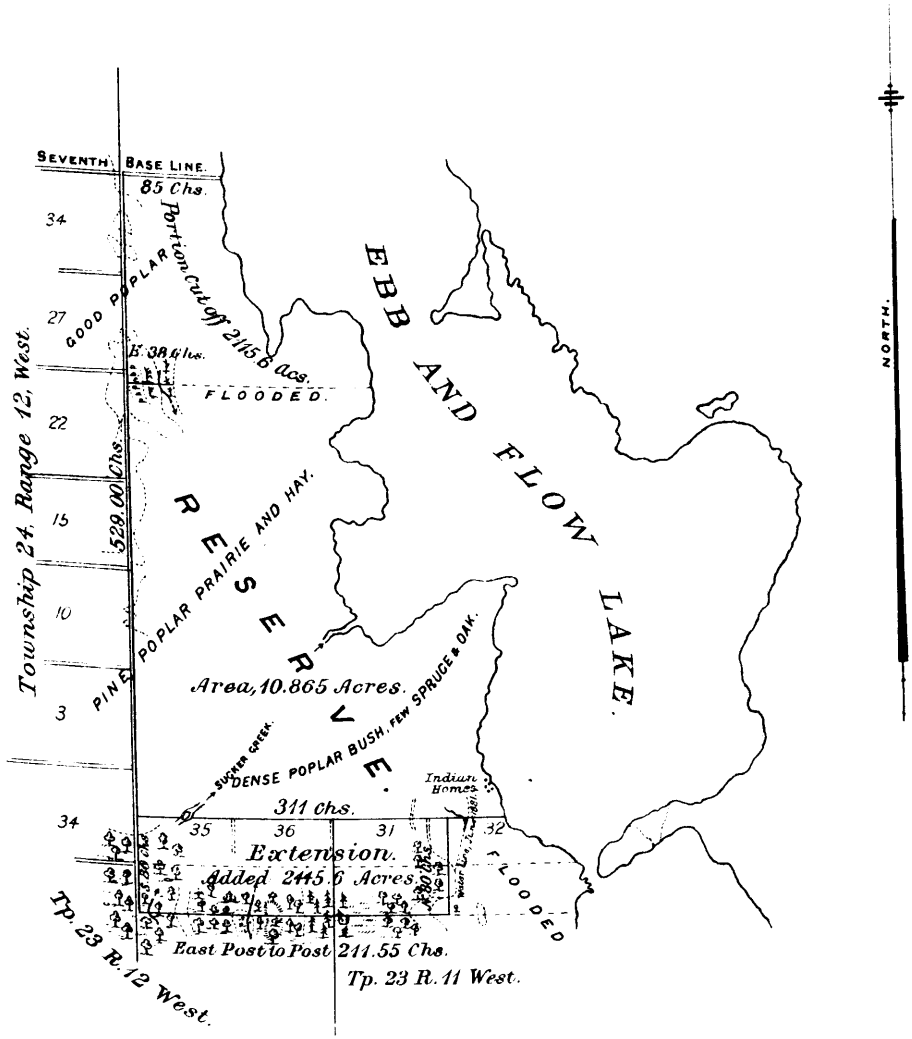 SEVENTH BASE LINE.
85 Chs.
34
GOOD POPLAR
Portion Cut off 2115.6 Acs.
27
E. 38 Chs.
FLOODED.
22
529.00 Chs.
15
10
3
34
Township 24, Range 12, West.
EBB AND FLOW LAKE.
NORTH.
RESERVE.
PINE, POPLAR PRAIRIE AND HAY.
Area, 10.865 Acres.
DENSE POPLAR BUSH, FEW SPRUCE & OAK.
SUCKER CREEK.
Indian
Homes
311 Chs.
35
36
31
32
Extension.
Added 2115.6 Acres.
N. 80 Chs.
FLOODED
East Post to Post 211.55 Chs.
Tp. 23 R. 12 West.
Tp. 23 R. 11 West.